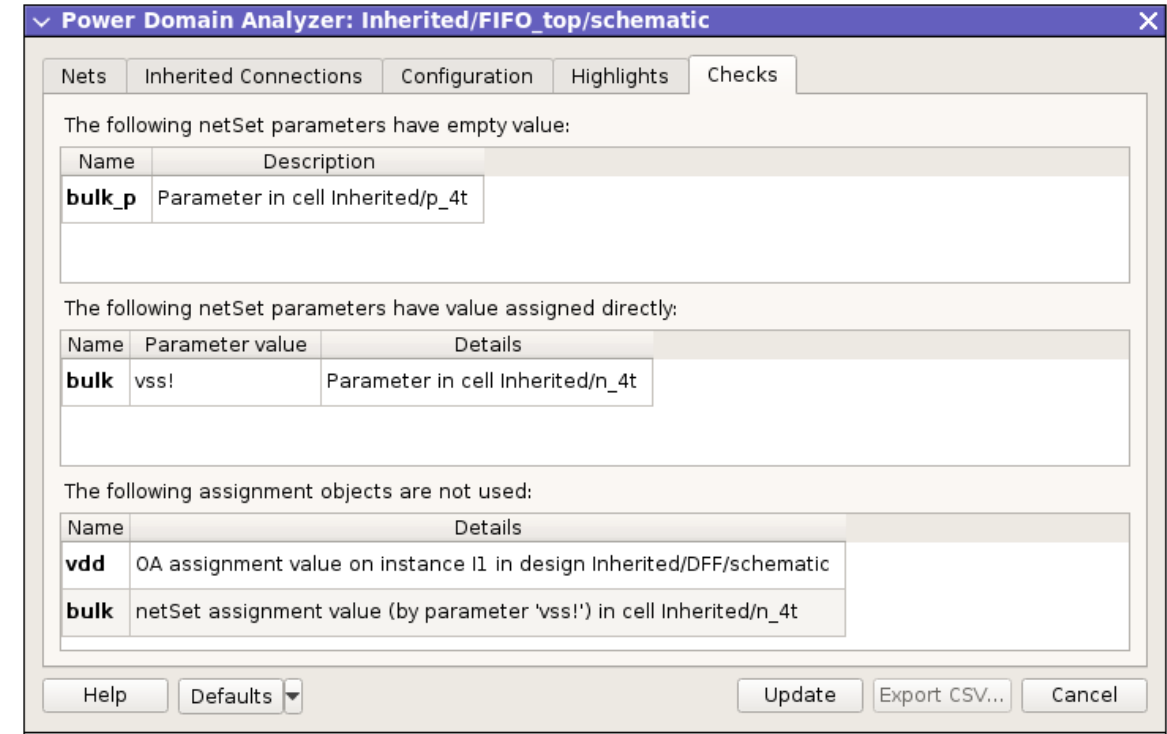 Power Domain Analyzer: Inherited/FIFO_top/schematic
Nets Inherited Connections Configuration Highlights Checks
The following netSet parameters have empty value:
Name Description
bulk_p Parameter in cell Inherited/p_4t
The following netSet parameters have value assigned directly:
Name Parameter value Details
bulk vss! Parameter in cell Inherited/n_4t
The following assignment objects are not used:
Name Details
vdd OA assignment value on instance I1 in design Inherited/DFF/schematic
bulk netSet assignment value (by parameter 'vss!') in cell Inherited/n_4t
Help Defaults Update Export CSV... Cancel